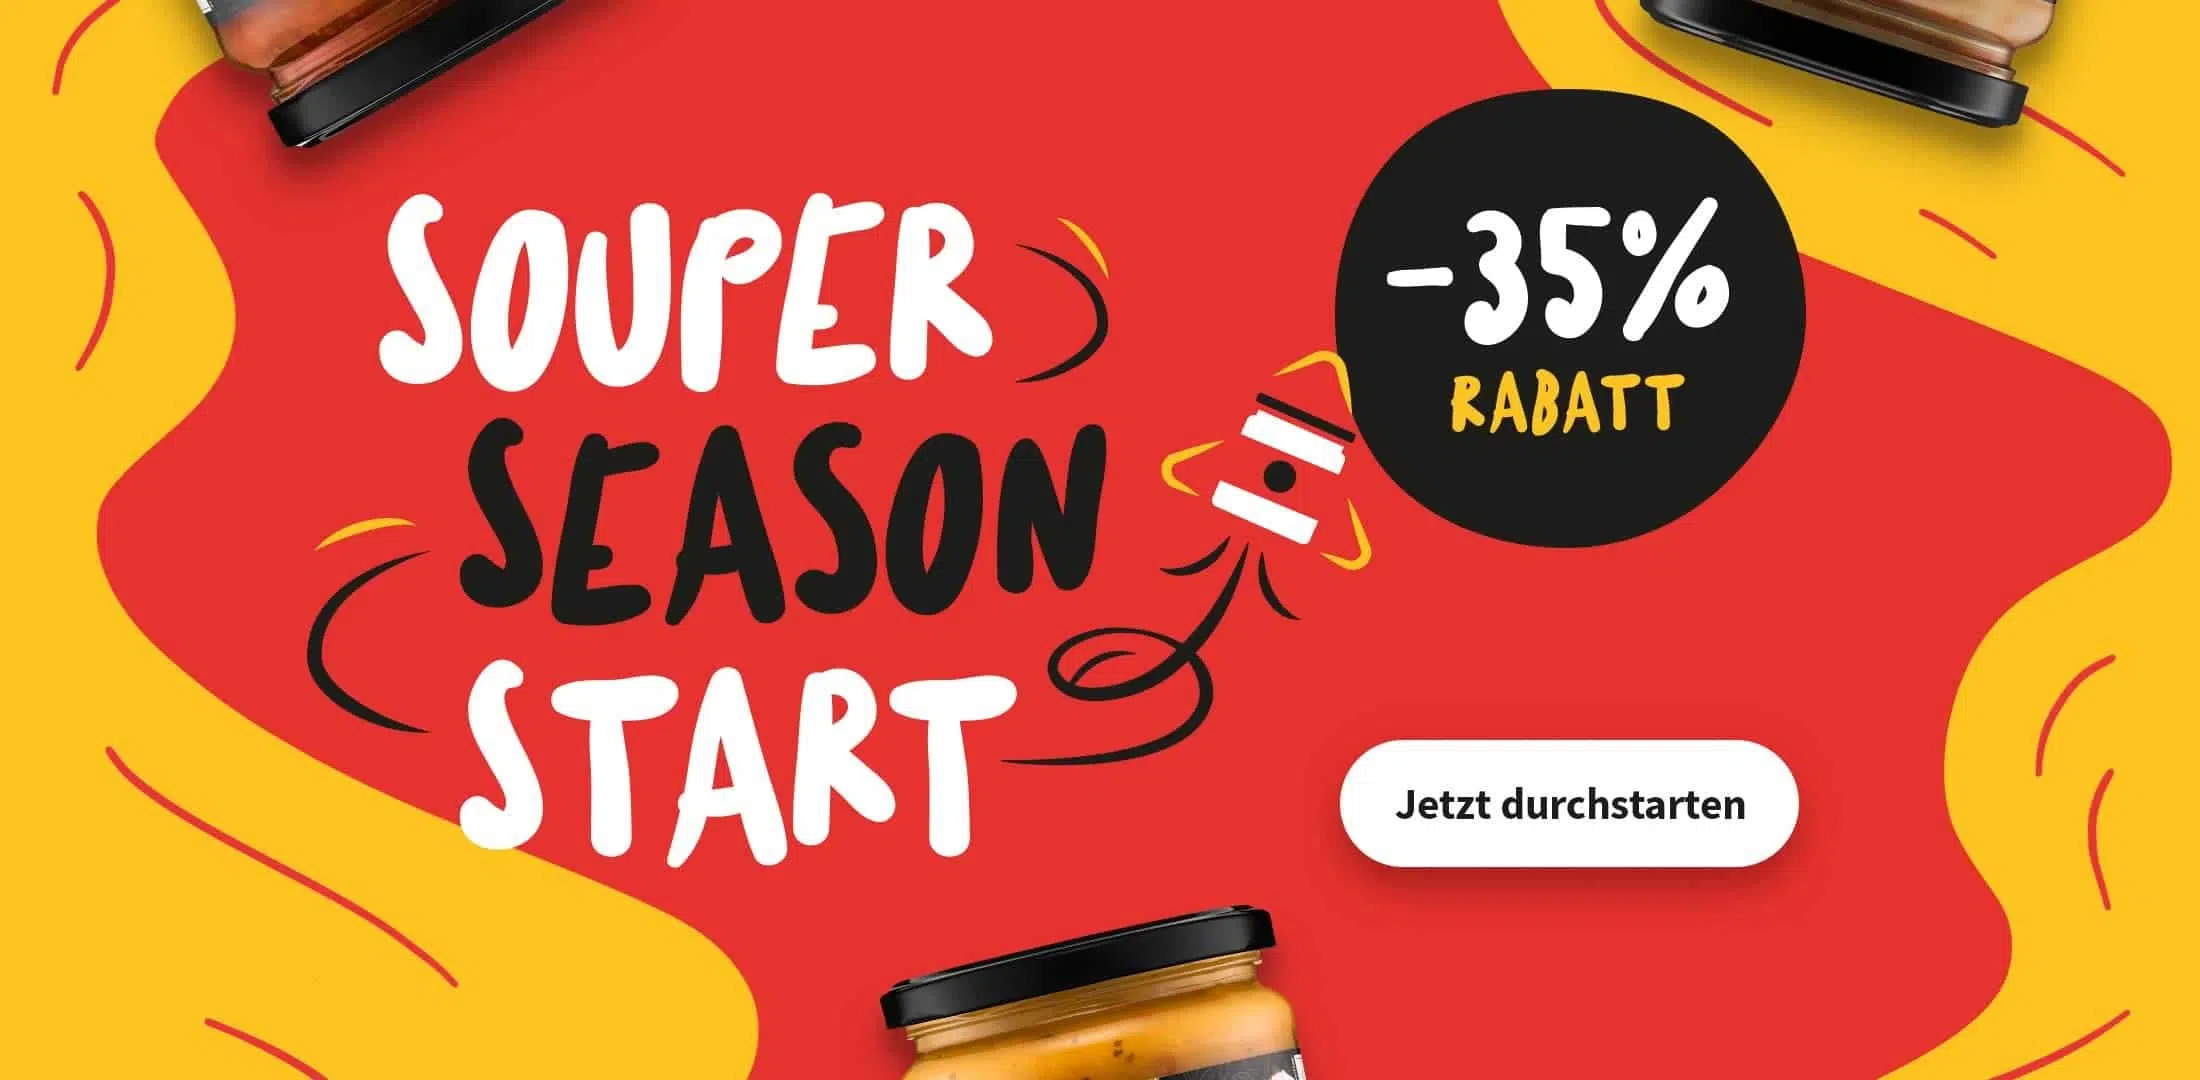 SOUPER
SEASON
START
-35%
RABATT
Jetzt durchstarten